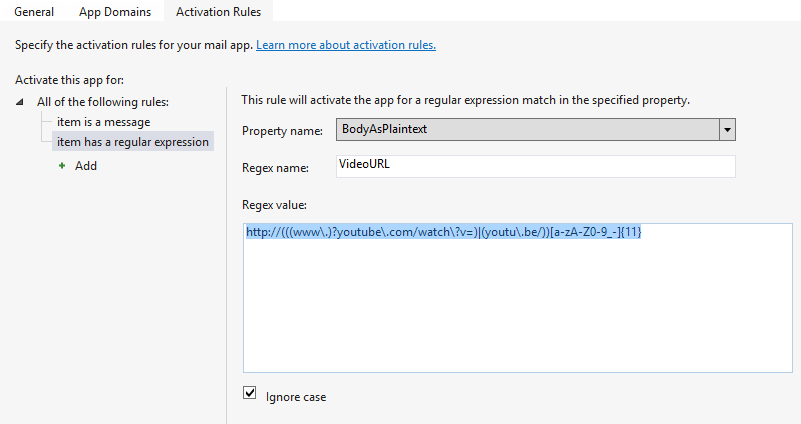 General App Domains Activation Rules
Specify the activation rules for your mail app. Learn more about activation rules.
Activate this app for:
All of the following rules:
item is a message
item has a regular expression
+ Add
This rule will activate the app for a regular expression match in the specified property.
Property name: BodyAsPlaintext
Regex name: VideoURL
Regex value:
http://(((www\.)?youtube\.com/watch\?v=)|(youtu\.be/))[a-zA-Z0-9_-]{11}
Ignore case